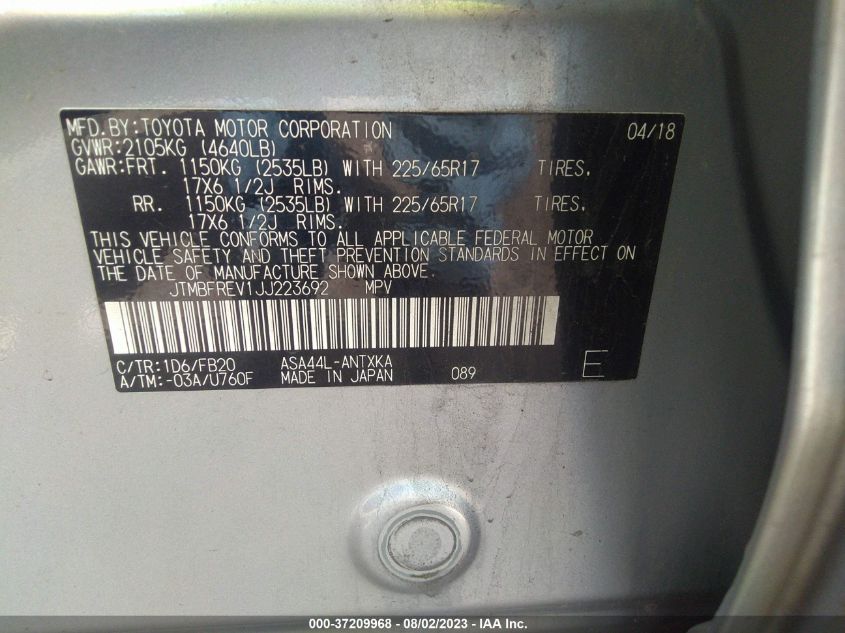 MFD.BY:TOYOTA MOTOR CORPORATION 04/18
GVWR:2105KG (4640LB)
GAWR:FRT. 1150KG (2535LB) WITH 225/65R17 TIRES,
17X6 1/2J RIMS.
RR. 1150KG (2535LB) WITH 225/65R17 TIRES,
17X6 1/2J RIMS.
THIS VEHICLE CONFORMS TO ALL APPLICABLE FEDERAL MOTOR
VEHICLE SAFETY AND THEFT PREVENTION STANDARDS IN EFFECT ON
THE DATE OF MANUFACTURE SHOWN ABOVE.
JTMBFREV1JJ223692 MPV
C/TR:1D6/FB20 ASA44L-ANTXKA
A/TM:-03A/U760F MADE IN JAPAN 089 E
000-37209968 - 08/02/2023 - IAA Inc.